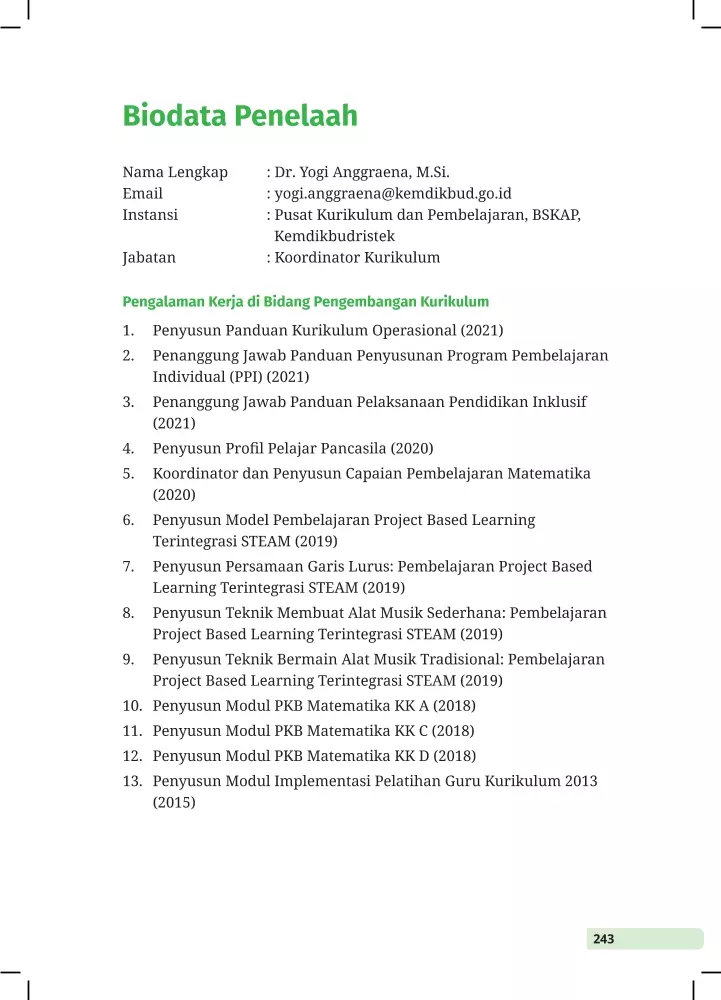 Biodata Penelaah
Nama Lengkap : Dr. Yogi Anggraena, M.Si.
Email : yogi.anggraena@kemdikbud.go.id
Instansi : Pusat Kurikulum dan Pembelajaran, BSKAP,
Kemdikbudristek
Jabatan : Koordinator Kurikulum
Pengalaman Kerja di Bidang Pengembangan Kurikulum
1. Penyusun Panduan Kurikulum Operasional (2021)
2. Penanggung Jawab Panduan Penyusunan Program Pembelajaran
Individual (PPI) (2021)
3. Penanggung Jawab Panduan Pelaksanaan Pendidikan Inklusif
(2021)
4. Penyusun Profil Pelajar Pancasila (2020)
5. Koordinator dan Penyusun Capaian Pembelajaran Matematika
(2020)
6. Penyusun Model Pembelajaran Project Based Learning
Terintegrasi STEAM (2019)
7. Penyusun Persamaan Garis Lurus: Pembelajaran Project Based
Learning Terintegrasi STEAM (2019)
8. Penyusun Teknik Membuat Alat Musik Sederhana: Pembelajaran
Project Based Learning Terintegrasi STEAM (2019)
9. Penyusun Teknik Bermain Alat Musik Tradisional: Pembelajaran
Project Based Learning Terintegrasi STEAM (2019)
10. Penyusun Modul PKB Matematika KK A (2018)
11. Penyusun Modul PKB Matematika KK C (2018)
12. Penyusun Modul PKB Matematika KK D (2018)
13. Penyusun Modul Implementasi Pelatihan Guru Kurikulum 2013
(2015)
243